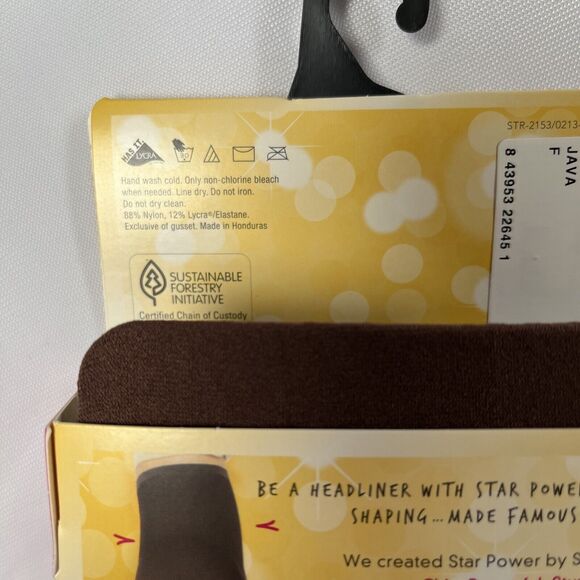 STR-2153/0213-
HAS IT.
LYCRA
30
JAVA
F
8 43953 22645 1
Hand wash cold. Only non-chlorine bleach
when needed. Line dry. Do not iron.
Do not dry clean.
88% Nylon, 12% Lycra®/Elastane.
Exclusive of gusset. Made in Honduras
SUSTAINABLE
FORESTRY
INITIATIVE
Certified Chain of Custody
BE A HEADLINER WITH STAR POWE
SHAPING...MADE FAMOUS
We created Star Power by S